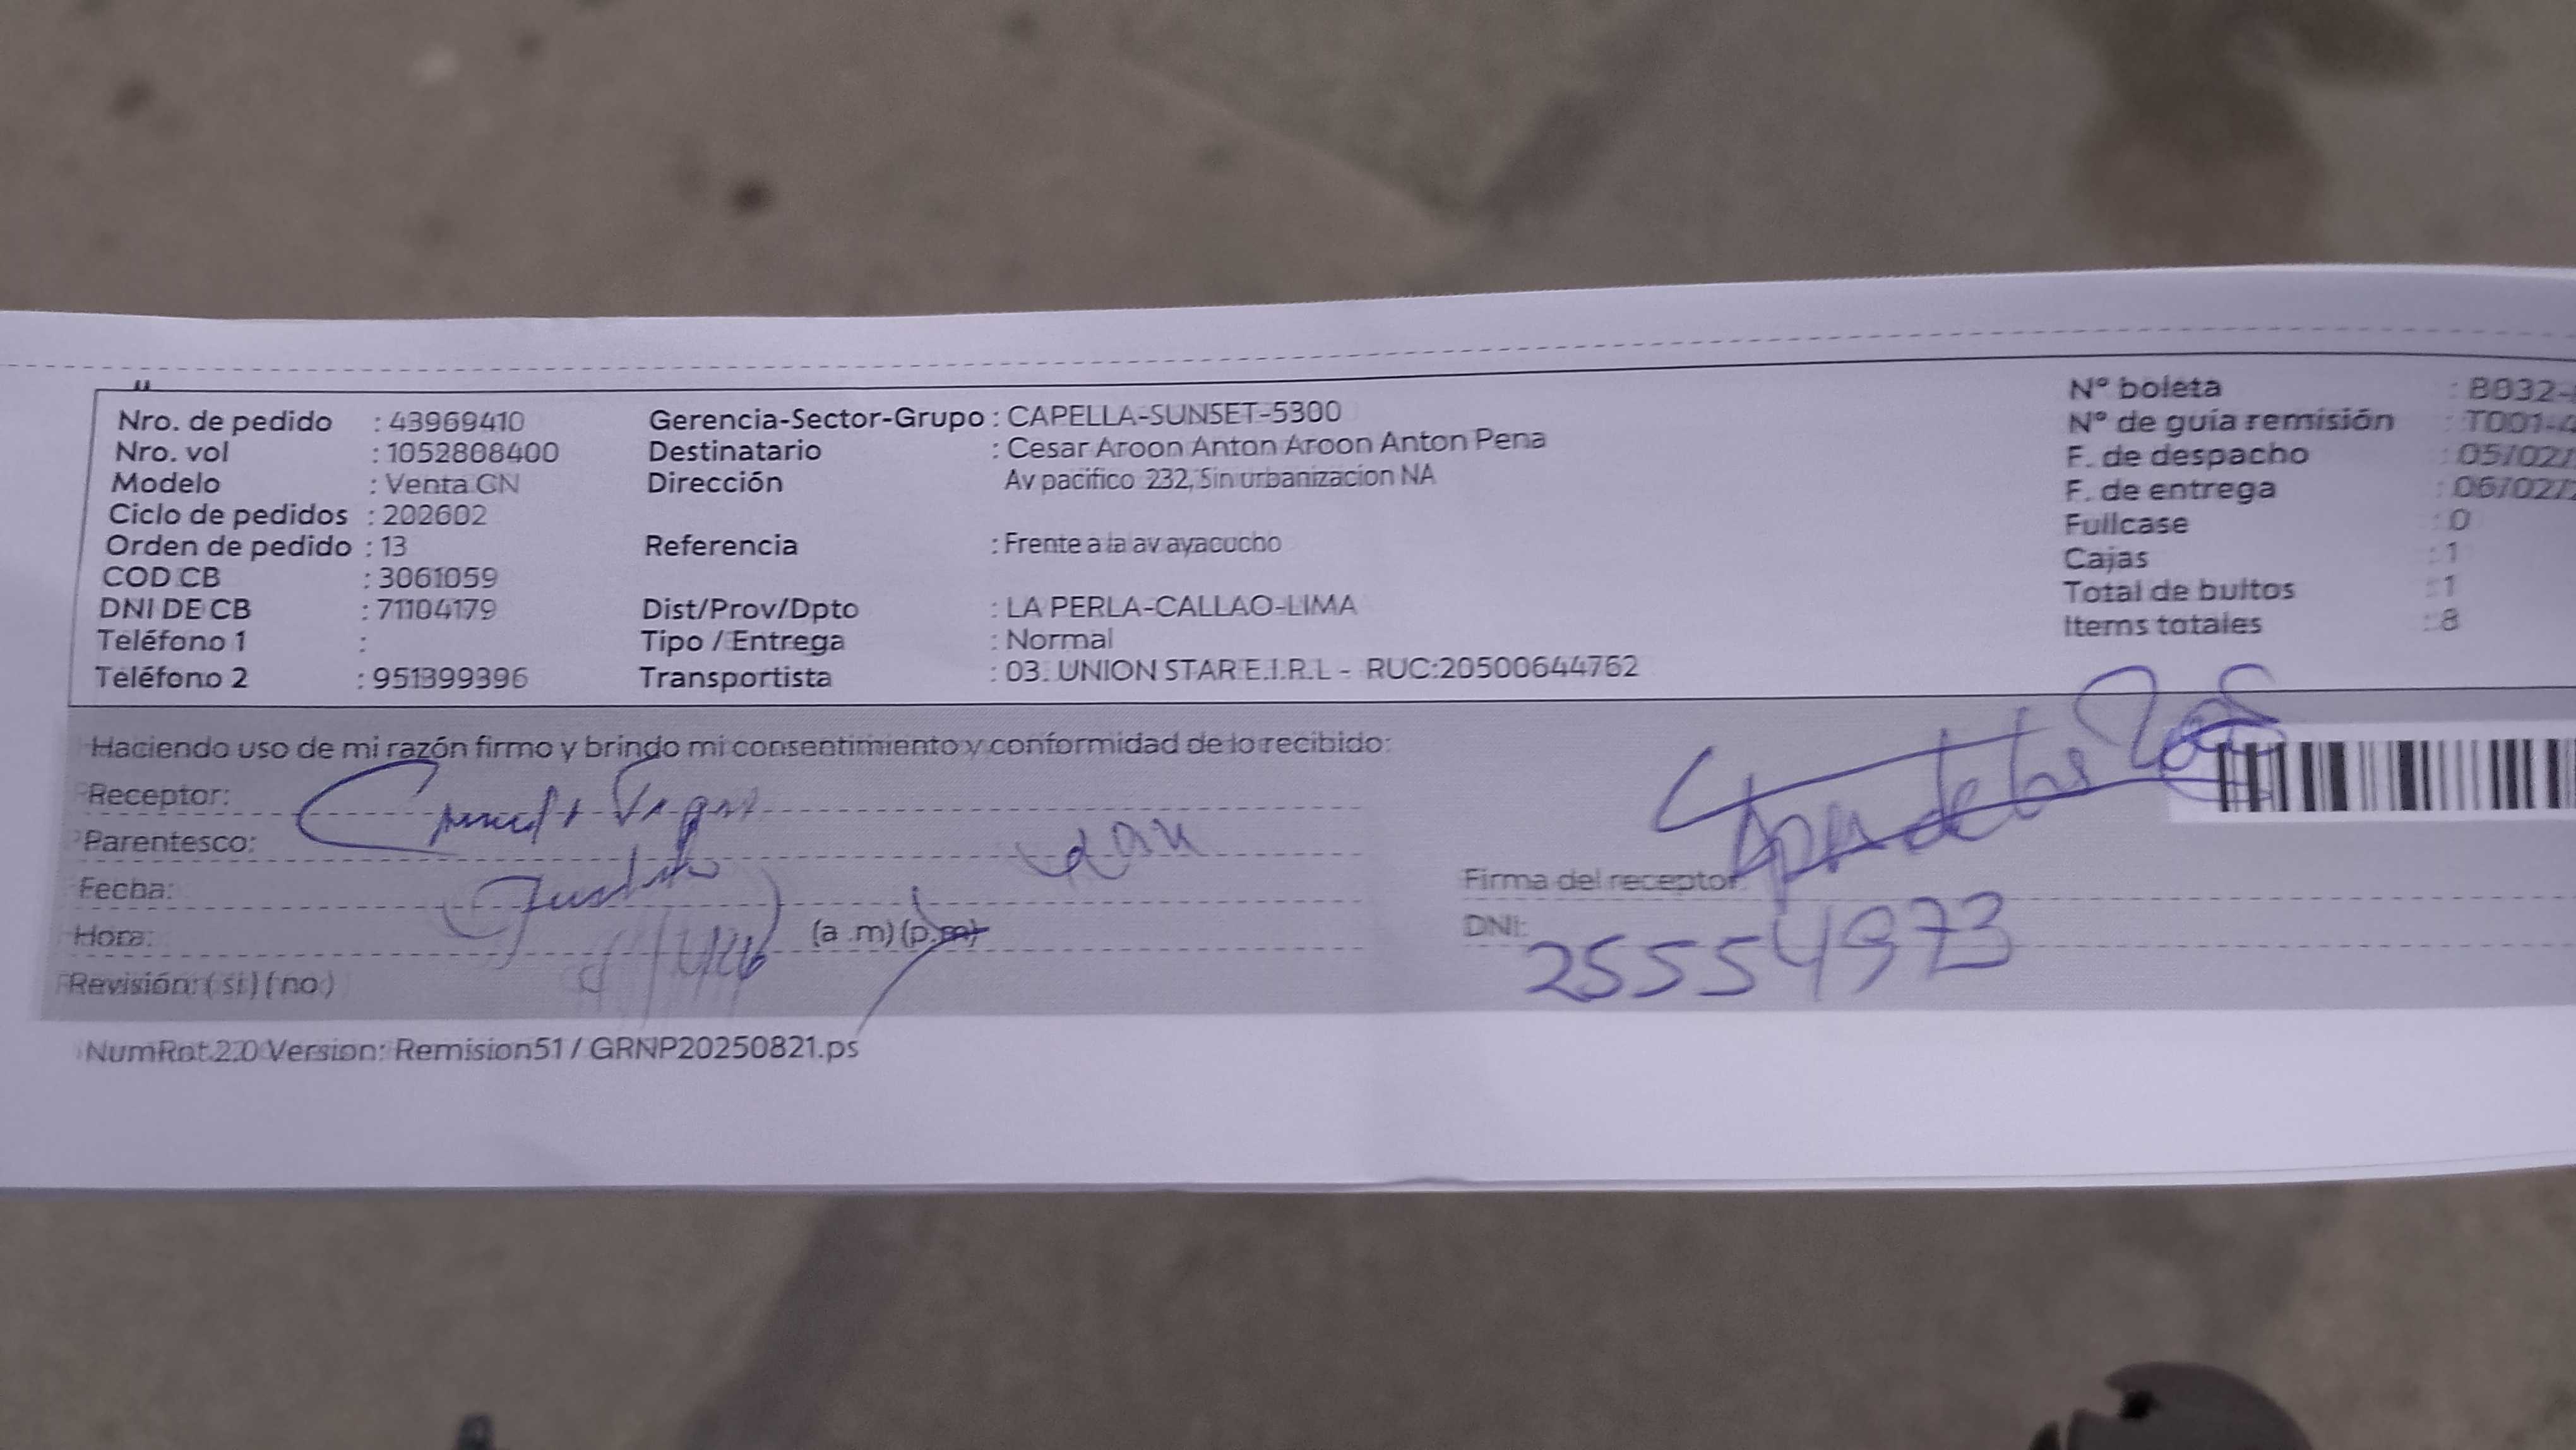 Nro. de pedido : 43969410 Gerencia-Sector-Grupo : CAPELLA-SUNSET-5300 N° boleta : B032-
Nro. vol : 1052808400 Destinatario : Cesar Aroon Anton Aroon Anton Pena N° de guía remisión : T001-4
Modelo : Venta CN Dirección Av pacifico 232, Sin urbanizacion NA F. de despacho : 05/02/
Ciclo de pedidos : 202602 F. de entrega : 06/02/2
Orden de pedido : 13 Referencia : Frente a la av ayacucho Fullcase : 0
COD CB : 3061059 Cajas : 1
DNI DE CB : 71104179 Dist/Prov/Dpto : LA PERLA-CALLAO-LIMA Total de bultos : 1
Teléfono 1 : Tipo / Entrega : Normal Items totales : 8
Teléfono 2 : 951399396 Transportista : 03. UNION STAR E.I.R.L - RUC:20500644762
Haciendo uso de mi razón firmo y brindo mi consentimiento y conformidad de lo recibido:
Receptor:
Parentesco:
Fecha: Firma del receptor:
Hora: (a .m) (p.m) DNI: 25554973
Revisión: ( si ) ( no )
NumRot.2.0 Version: Remision51 / GRNP20250821.ps